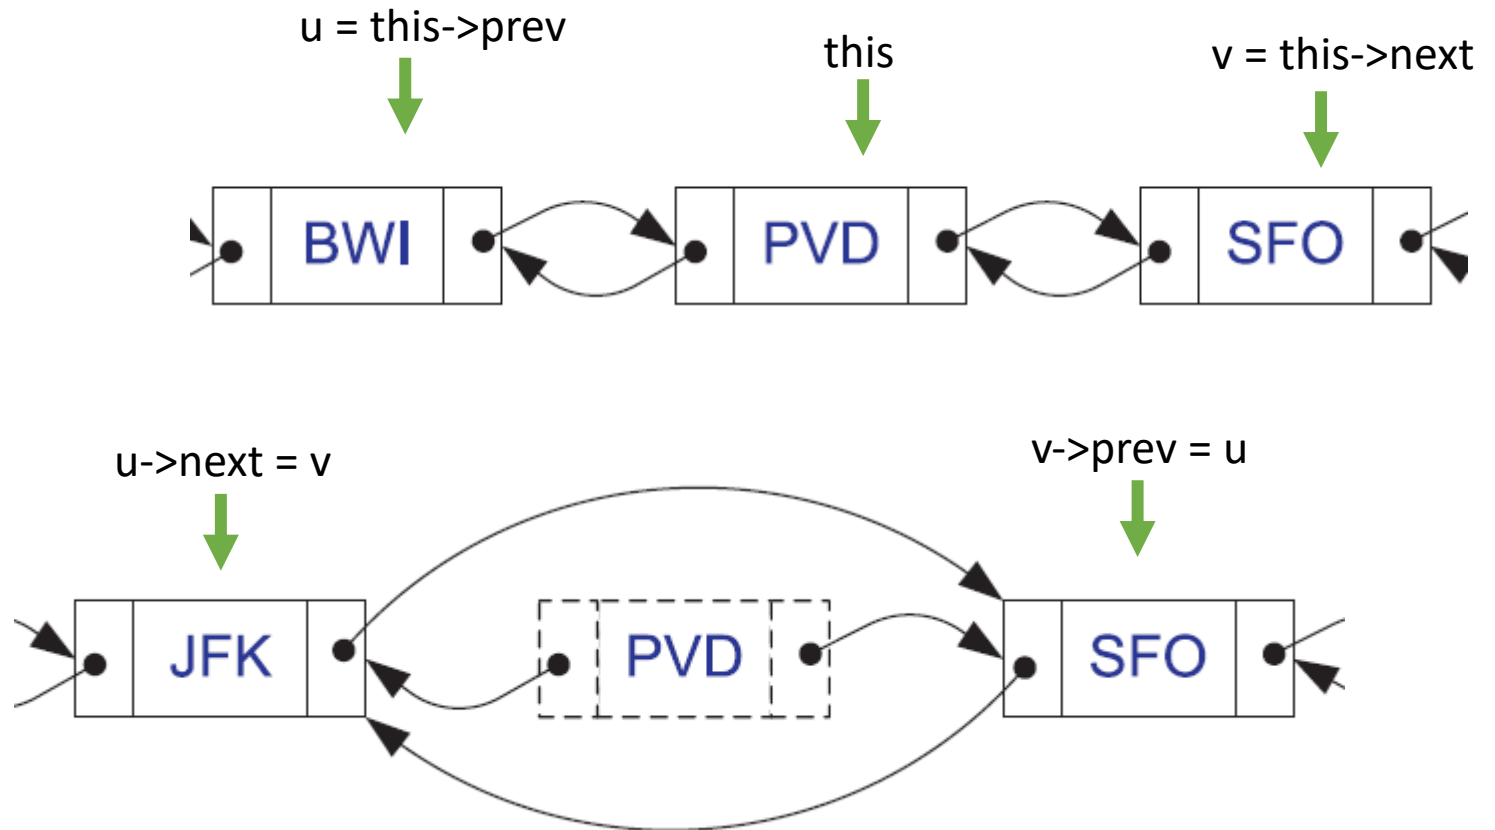 u = this->prev
this
v = this->next
BWI
PVD
SFO
u->next = v
v->prev = u
JFK
PVD
SFO